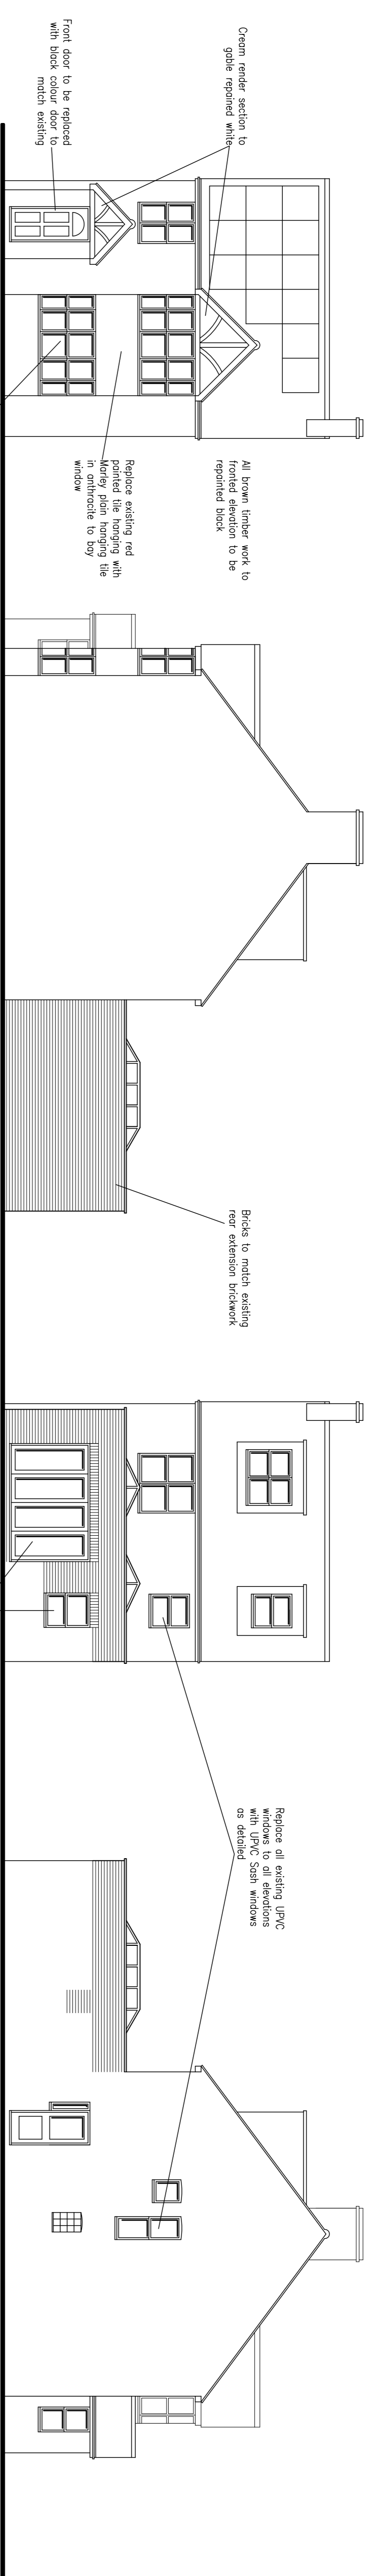 Cream render section to
gable repained white
Front door to be replaced
with black colour door to
match existing
All brown timber work to
fronted elevation to be
repainted black
Replace existing red
painted tile hanging with
Marley plain hanging tile
in anthracite to bay
window
Bricks to match existing
rear extension brickwork
Replace all existing UPVC
windows to all elevations
with UPVC Sash windows
as detailed